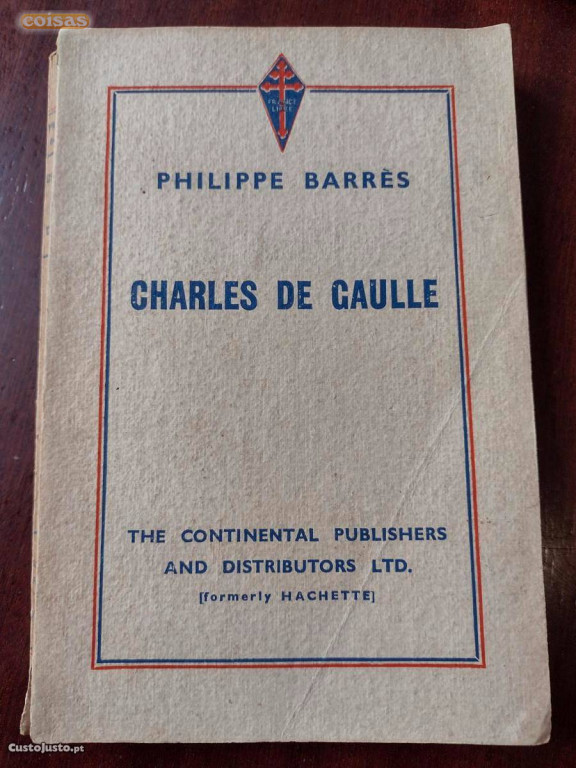 coisas
FRANCE
LIBRE
PHILIPPE BARRÈS
CHARLES DE GAULLE
THE CONTINENTAL PUBLISHERS
AND DISTRIBUTORS LTD.
[formerly HACHETTE]
CustoJusto.pt